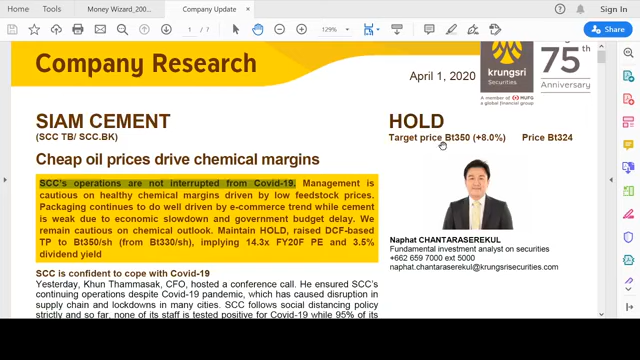 Home Tools Money Wizard_200... Company Update × Sign In
1 / 7 129% Share
Company Research
April 1, 2020
krungsri
Securities
A member of MUFG
a global financial group
th
75
Anniversary
SIAM CEMENT
(SCC TB/ SCC.BK)
HOLD
Target price Bt350 (+8.0%) Price Bt324
Cheap oil prices drive chemical margins
SCC's operations are not interrupted from Covid-19. Management is
cautious on healthy chemical margins driven by low feedstock prices.
Packaging continues to do well driven by e-commerce trend while cement
is weak due to economic slowdown and government budget delay. We
remain cautious on chemical outlook. Maintain HOLD, raised DCF-based
TP to Bt350/sh (from Bt330/sh), implying 14.3x FY20F PE and 3.5%
dividend yield
Naphat CHANTARASEREKUL
Fundamental investment analyst on securities
+662 659 7000 ext 5000
naphat.chantaraserekul@krungsrisecurities.com
SCC is confident to cope with Covid-19
Yesterday, Khun Thammasak, CFO, hosted a conference call. He ensured SCC's
continuing operations despite Covid-19 pandemic, which has caused disruption in
supply chain and lockdowns in many cities. SCC follows social distancing policy
strictly and so far, none of its staff is tested positive for Covid-19 while 95% of its